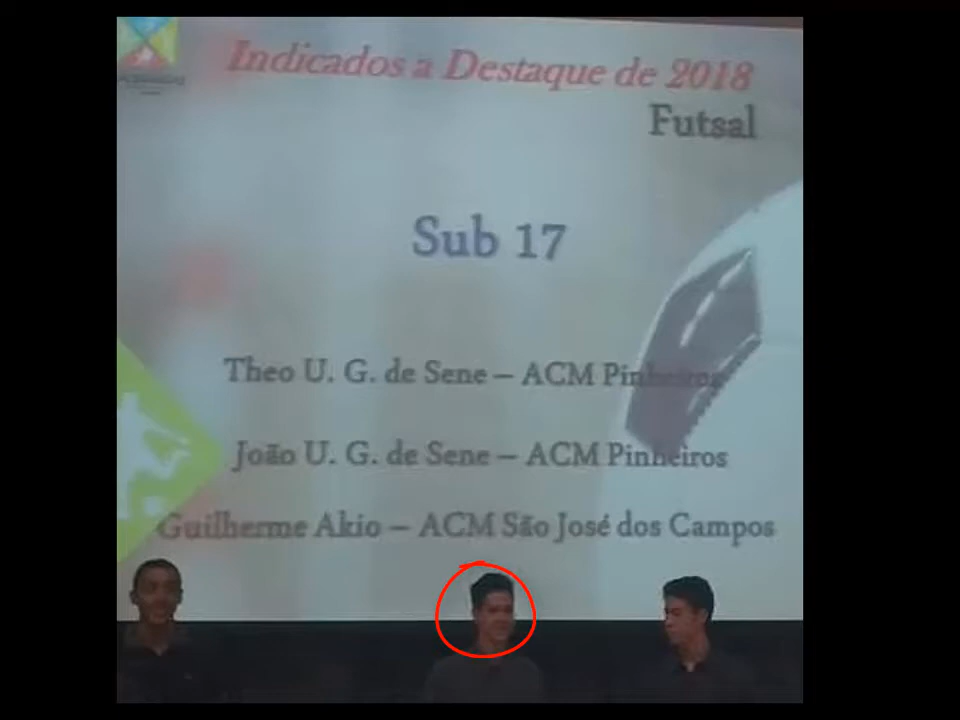 Indicados a Destaque de 2018
Futsal
Sub 17
Theo U. G. de Sene – ACM Pinheiros
João U. G. de Sene – ACM Pinheiros
Guilherme Akio – ACM São José dos Campos